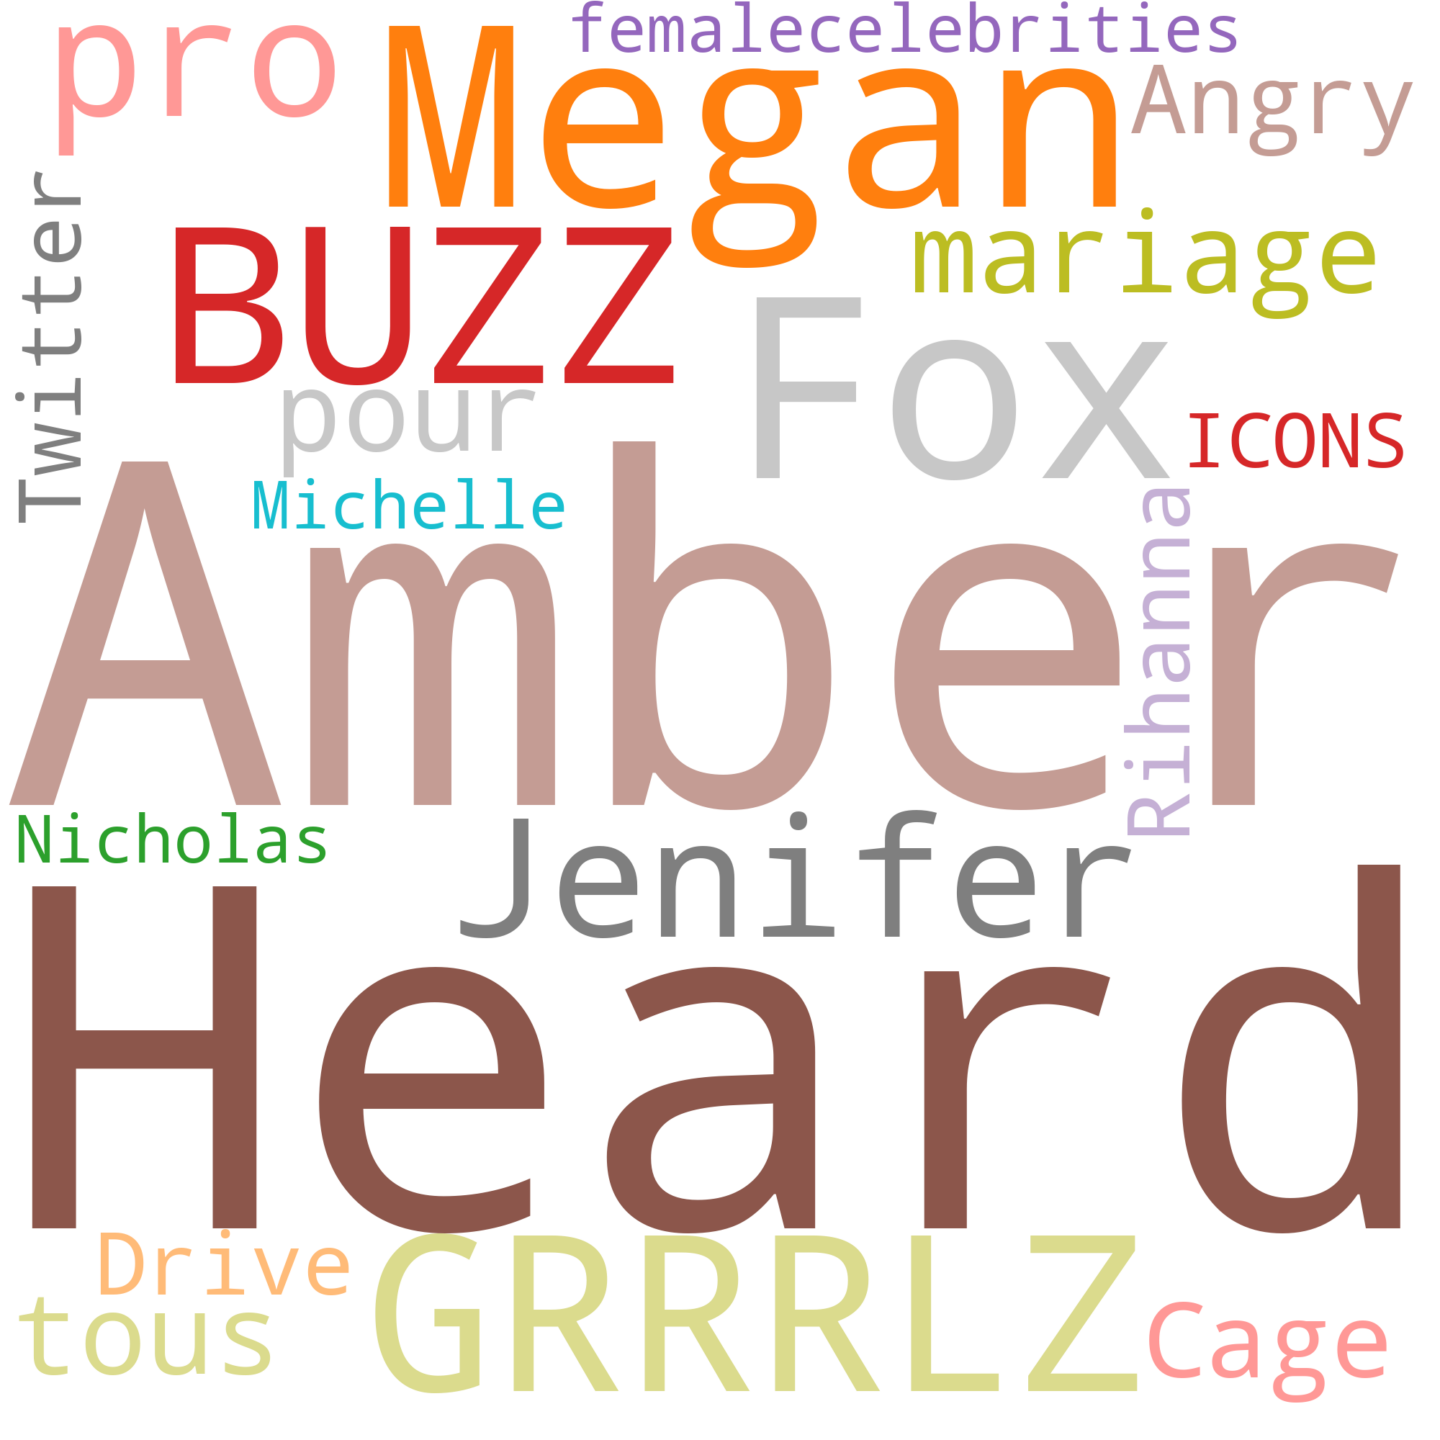 femalecelebrities
pro
Megan
Angry
Twitter
BUZZ
mariage
Fox
pour
ICONS
Michelle
Amber
Rihanna
Nicholas
Jenifer
Heard
Drive
GRRRLZ
tous
Cage